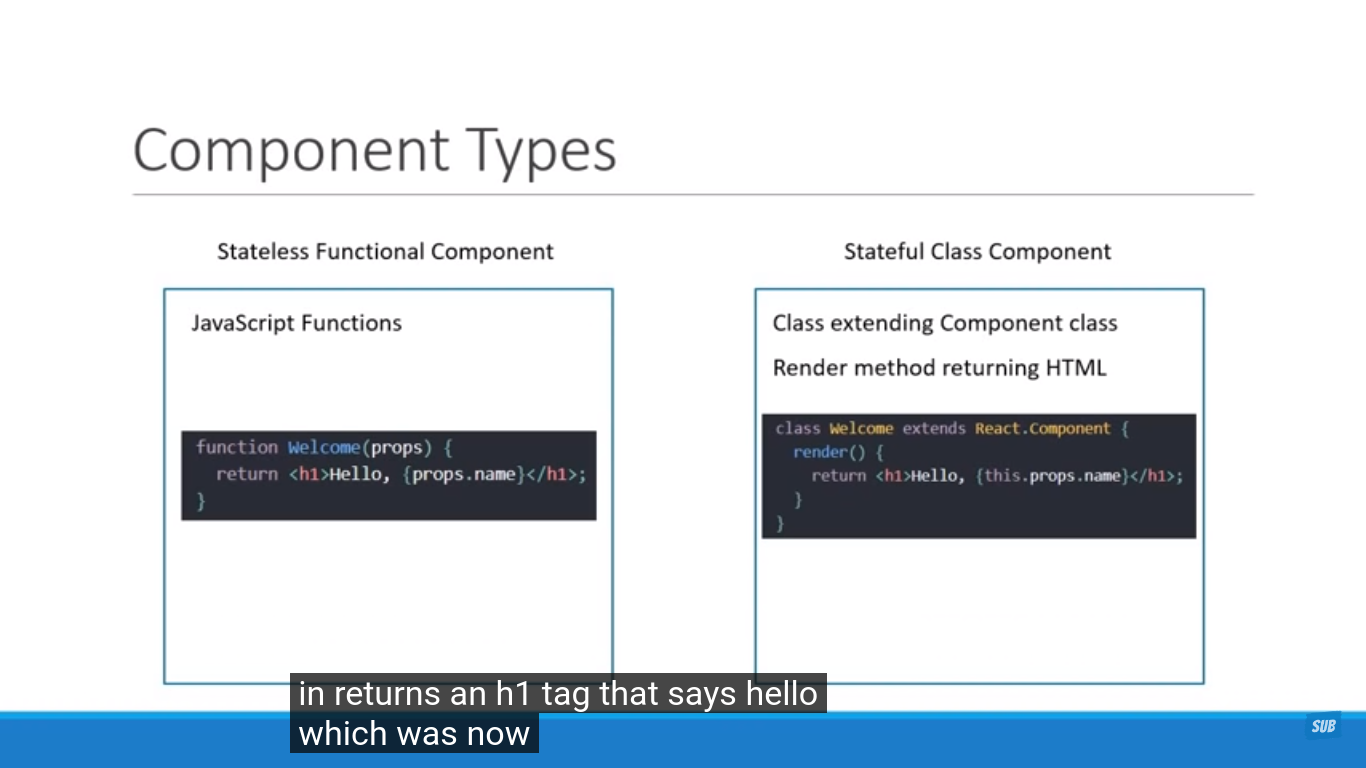 Component Types
Stateless Functional Component
JavaScript Functions
function Welcome(props) {
return <h1>Hello, {props.name}</h1>;
}
Stateful Class Component
Class extending Component class
Render method returning HTML
class Welcome extends React.Component {
render() {
return <h1>Hello, {this.props.name}</h1>;
}
}
in returns an h1 tag that says hello
which was now
SUB